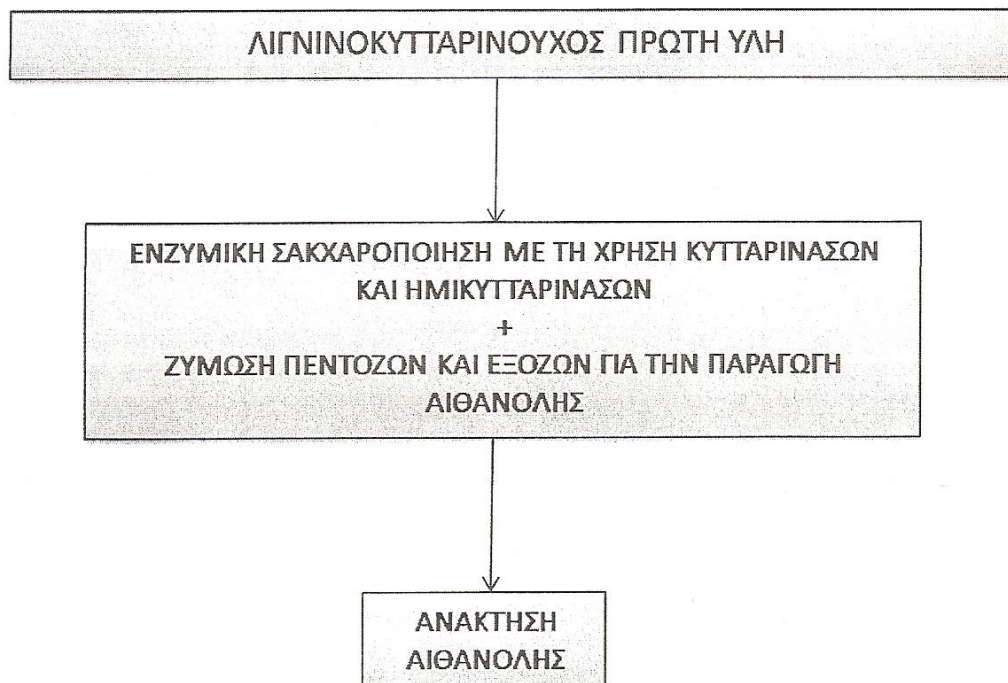 ΛΙΓΝΙΝΟΚΥΤΤΑΡΙΝΟΥΧΟΣ ΠΡΩΤΗ ΥΛΗ
ΕΝΖΥΜΙΚΗ ΣΑΚΧΑΡΟΠΟΙΗΣΗ ΜΕ ΤΗ ΧΡΗΣΗ ΚΥΤΤΑΡΙΝΑΣΩΝ
ΚΑΙ ΗΜΙΚΥΤΤΑΡΙΝΑΣΩΝ
+
ΖΥΜΩΣΗ ΠΕΝΤΟΖΩΝ ΚΑΙ ΕΞΟΖΩΝ ΓΙΑ ΤΗΝ ΠΑΡΑΓΩΓΗ
ΑΙΘΑΝΟΛΗΣ
ΑΝΑΚΤΗΣΗ
ΑΙΘΑΝΟΛΗΣ